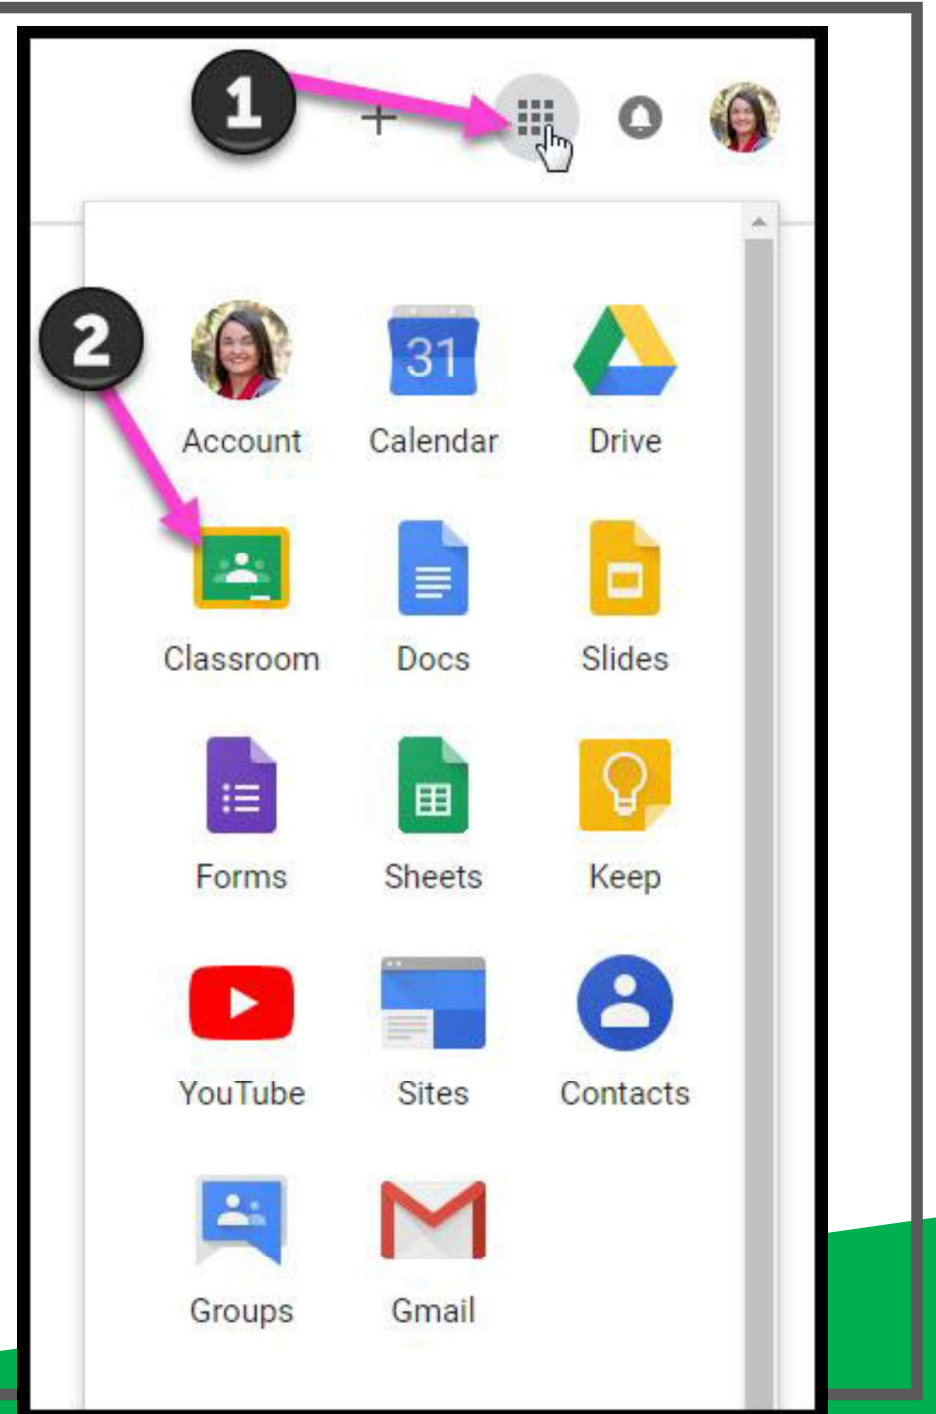 1
2
31
Account Calendar Drive
Classroom Docs Slides
Forms Sheets Keep
YouTube Sites Contacts
Groups Gmail